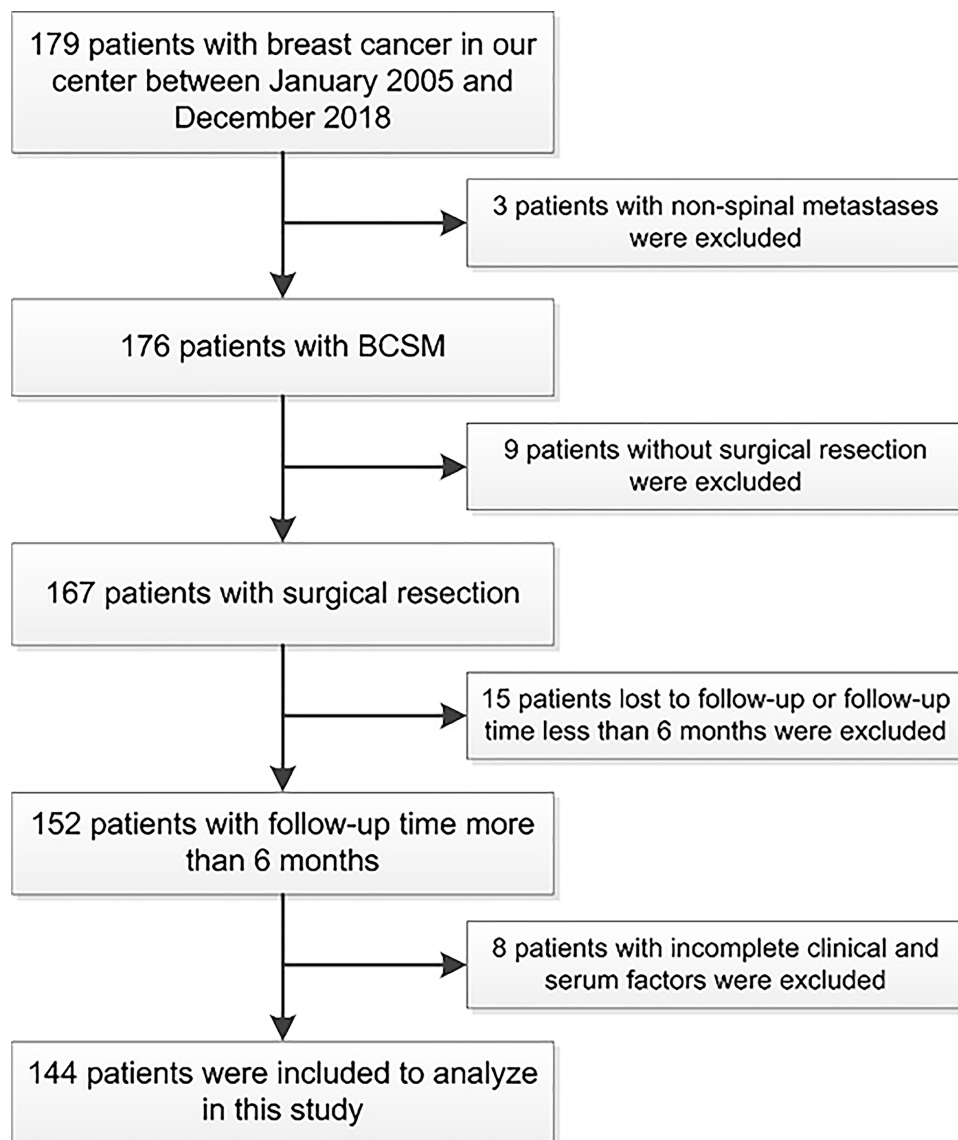 179 patients with breast cancer in our
center between January 2005 and
December 2018
3 patients with non-spinal metastases
were excluded
176 patients with BCSM
9 patients without surgical resection
were excluded
167 patients with surgical resection
15 patients lost to follow-up or follow-up
time less than 6 months were excluded
152 patients with follow-up time more
than 6 months
8 patients with incomplete clinical and
serum factors were excluded
144 patients were included to analyze
in this study